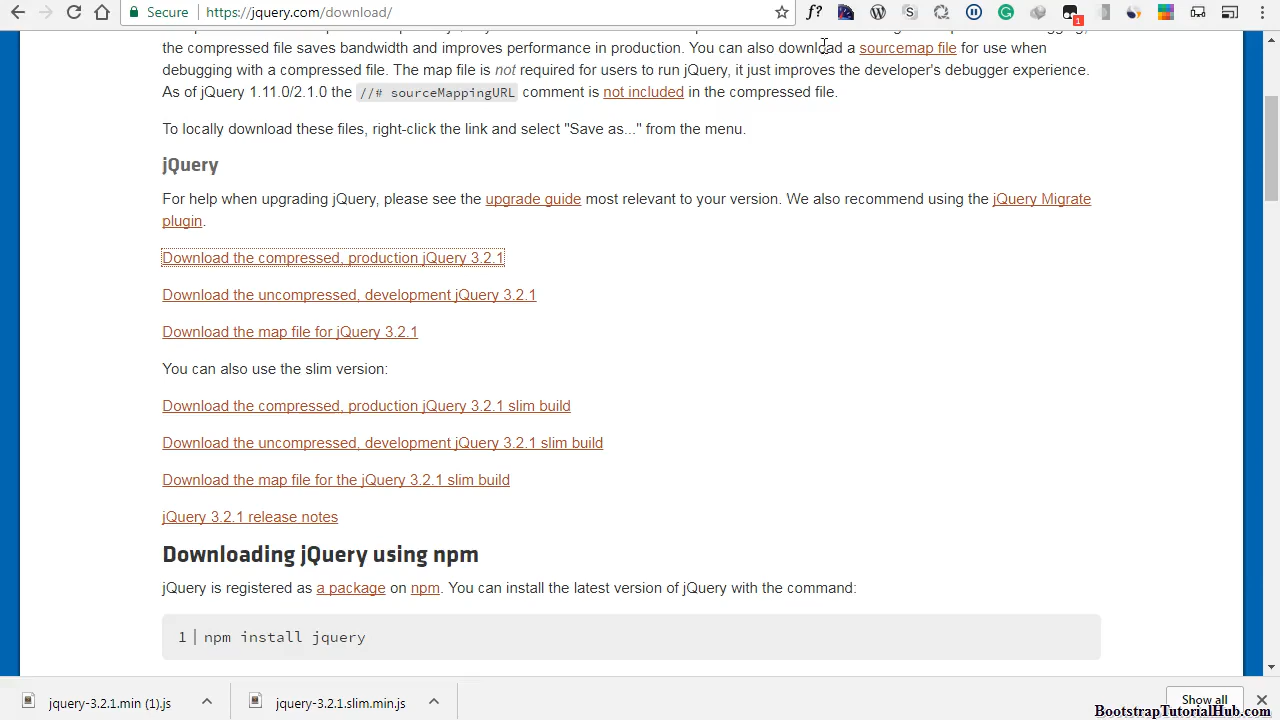 Secure https://jquery.com/download/
f?
1
the compressed file saves bandwidth and improves performance in production. You can also download a sourcemap file for use when
debugging with a compressed file. The map file is not required for users to run jQuery, it just improves the developer's debugger experience.
As of jQuery 1.11.0/2.1.0 the //# sourceMappingURL comment is not included in the compressed file.
To locally download these files, right-click the link and select "Save as..." from the menu.
jQuery
For help when upgrading jQuery, please see the upgrade guide most relevant to your version. We also recommend using the jQuery Migrate
plugin.
Download the compressed, production jQuery 3.2.1
Download the uncompressed, development jQuery 3.2.1
Download the map file for jQuery 3.2.1
You can also use the slim version:
Download the compressed, production jQuery 3.2.1 slim build
Download the uncompressed, development jQuery 3.2.1 slim build
Download the map file for the jQuery 3.2.1 slim build
jQuery 3.2.1 release notes
Downloading jQuery using npm
jQuery is registered as a package on npm. You can install the latest version of jQuery with the command:
1 | npm install jquery
jquery-3.2.1.min (1).js
jquery-3.2.1.slim.min.js
Show all
BootstrapTutorialHub.com